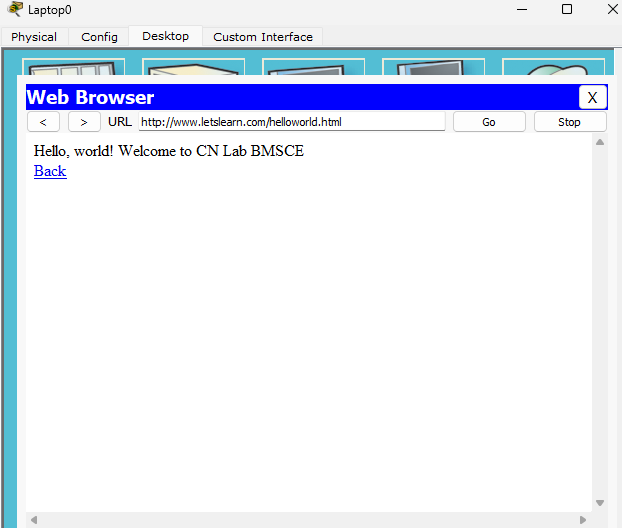 Laptop0
Physical Config Desktop Custom Interface
Web Browser X
< > URL http://www.letslearn.com/helloworld.html Go Stop
Hello, world! Welcome to CN Lab BMSCE
Back